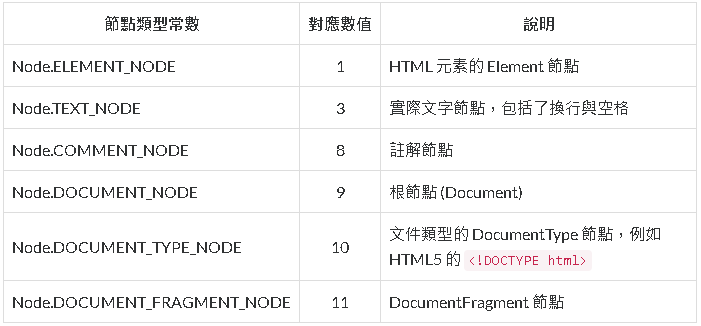 節點類型常數 對應數值 說明
Node.ELEMENT_NODE 1 HTML 元素的 Element 節點
Node.TEXT_NODE 3 實際文字節點，包括了換行與空格
Node.COMMENT_NODE 8 註解節點
Node.DOCUMENT_NODE 9 根節點 (Document)
Node.DOCUMENT_TYPE_NODE 10 文件類型的 DocumentType 節點，例如
HTML5 的 <!DOCTYPE html>
Node.DOCUMENT_FRAGMENT_NODE 11 DocumentFragment 節點